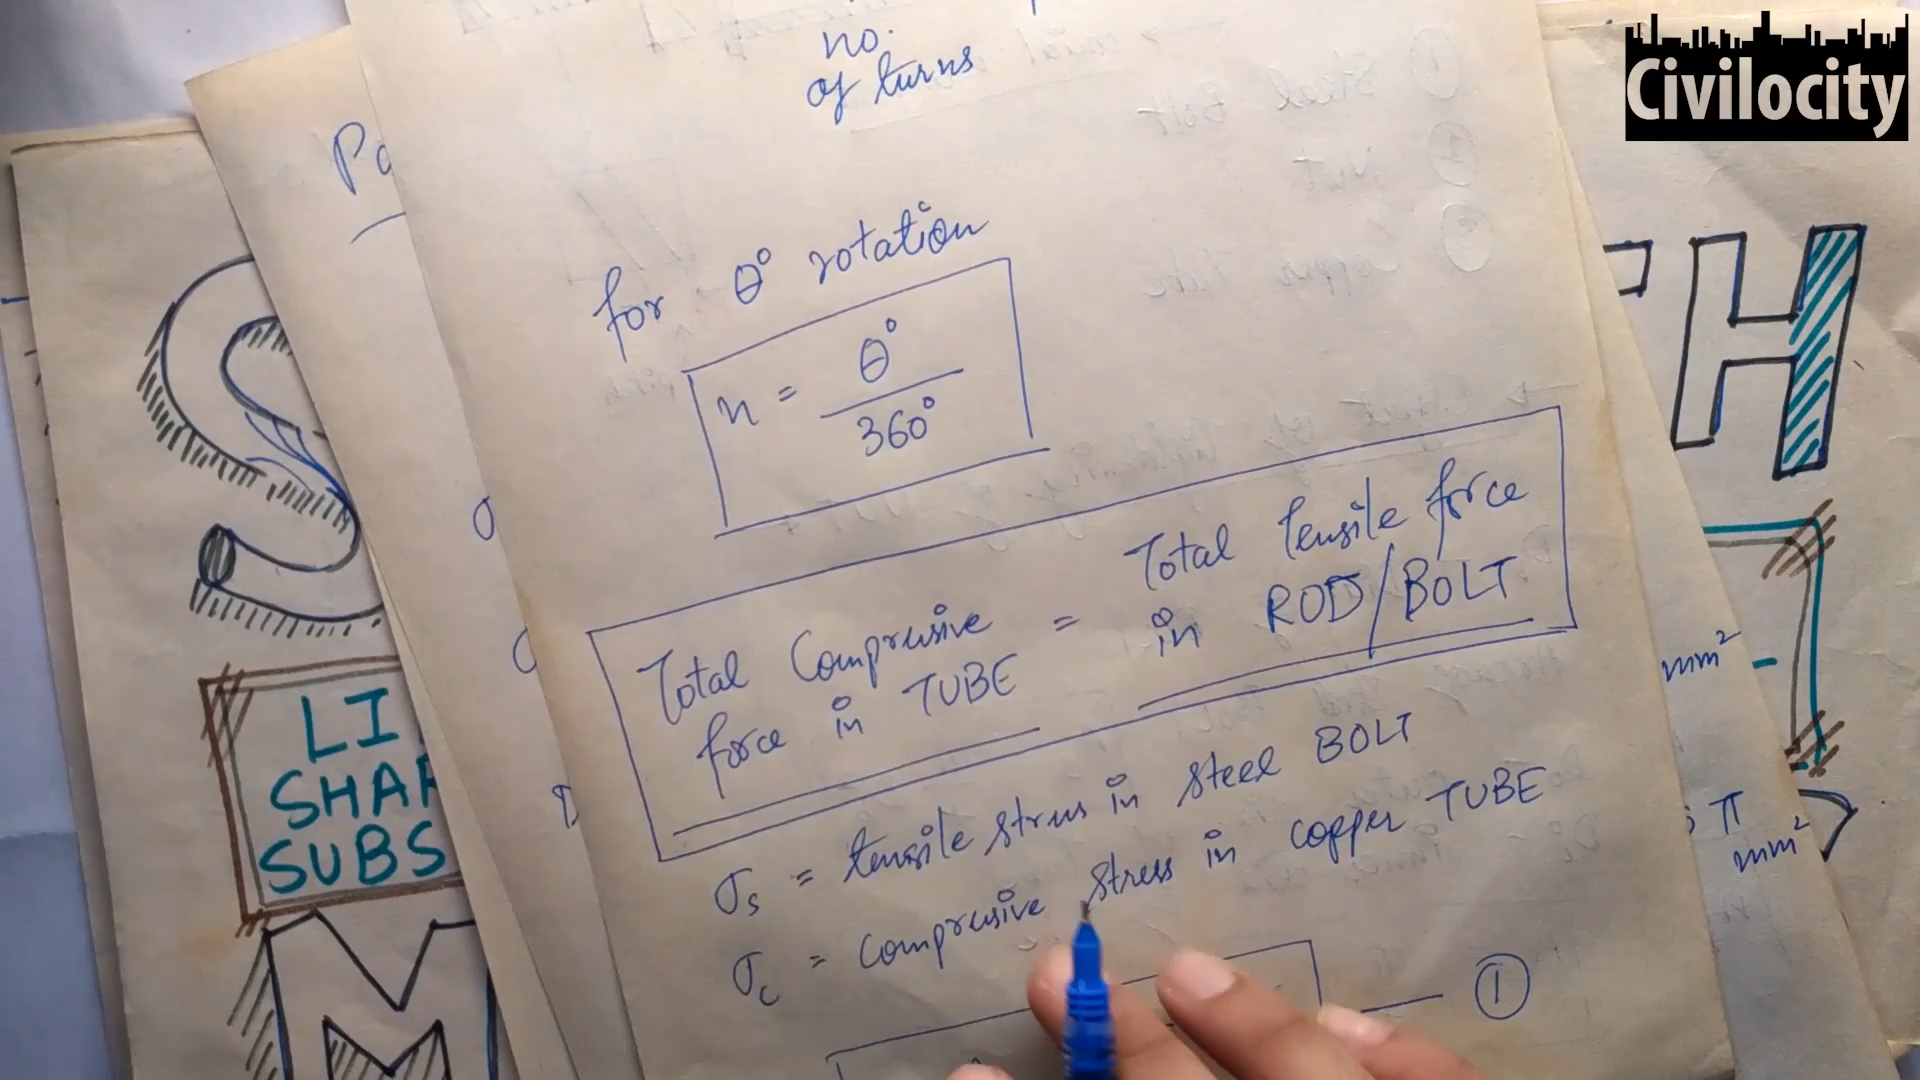 Civilocity
no.
of turns
for θ° rotation
n = θ° / 360°
Total Compressive force in TUBE = Total Tensile force in ROD/BOLT
σs = tensile stress in steel BOLT
σc = compressive stress in copper TUBE
1
LI
SHAR
SUBS
mm²
π
mm²
H
S
M